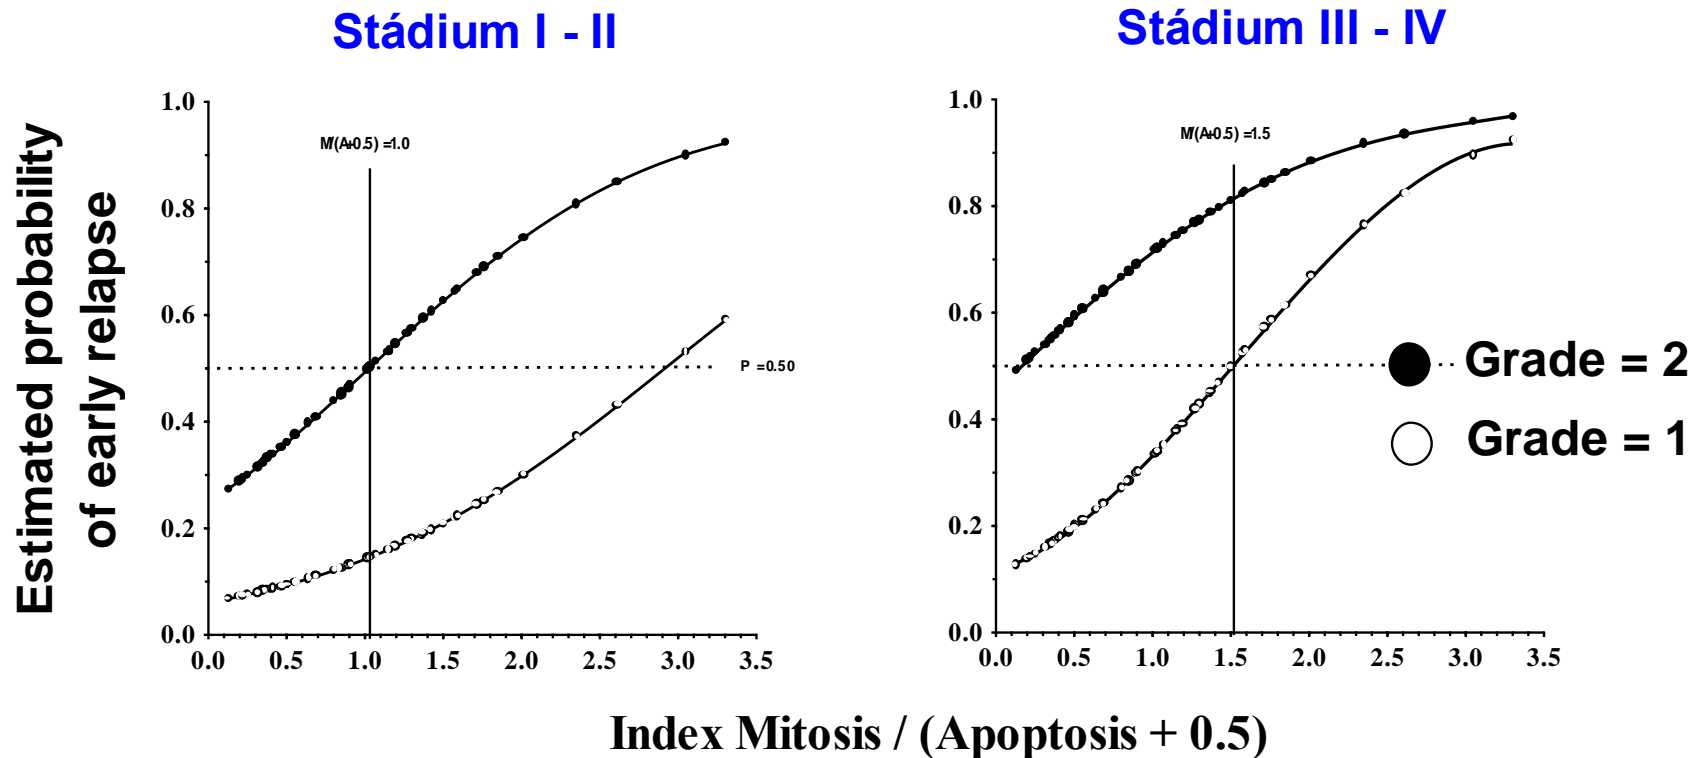 Stádium I - II
Stádium III - IV
Estimated probability
of early relapse
1.0
0.8
0.6
0.4
0.2
0.0
0.0 0.5 1.0 1.5 2.0 2.5 3.0 3.5
M/(A+0.5) =1.0
P =0.50
1.0
0.8
0.6
0.4
0.2
0.0
0.0 0.5 1.0 1.5 2.0 2.5 3.0 3.5
M/(A+0.5) =1.5
Grade = 2
Grade = 1
Index Mitosis / (Apoptosis + 0.5)